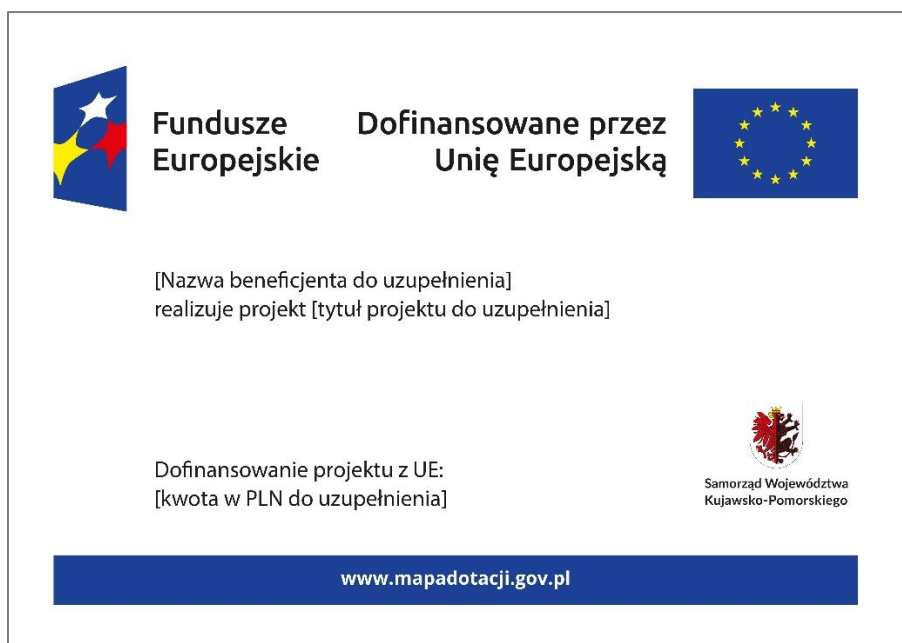 Fundusze
Europejskie
Dofinansowane przez
Unię Europejską
[Nazwa beneficjenta do uzupełnienia]
realizuje projekt [tytuł projektu do uzupełnienia]
Dofinansowanie projektu z UE:
[kwota w PLN do uzupełnienia]
Samorząd Województwa
Kujawsko-Pomorskiego
www.mapadotacji.gov.pl